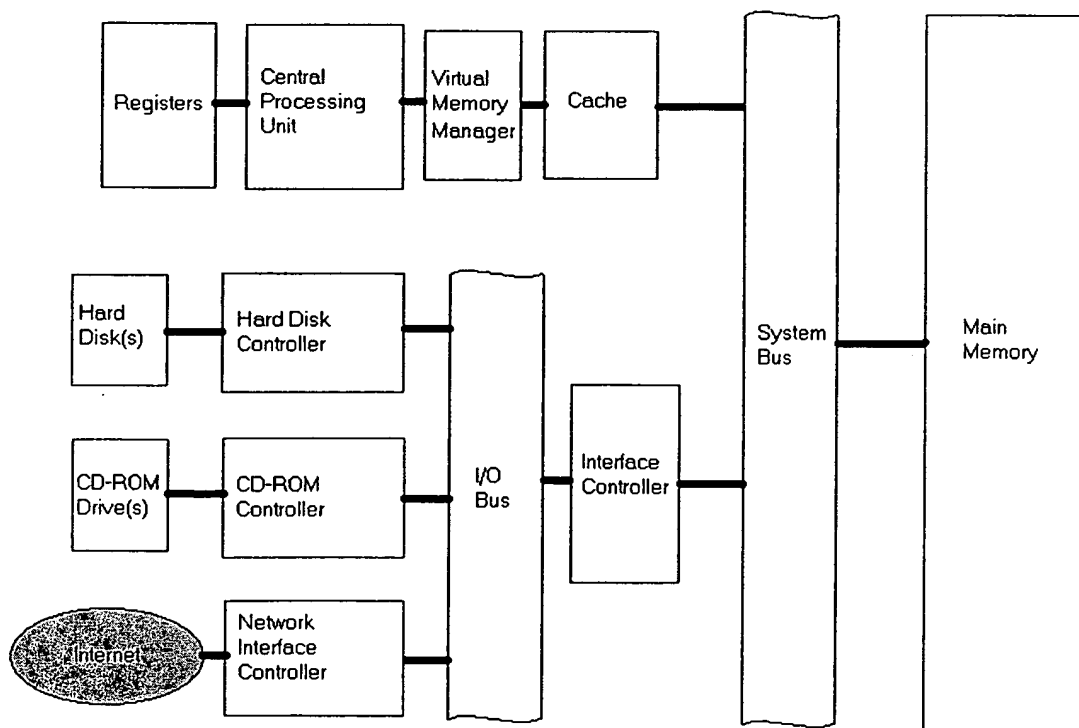 Registers
Central
Processing
Unit
Virtual
Memory
Manager
Cache
Hard
Disk(s)
Hard Disk
Controller
System
Bus
Main
Memory
CD-ROM
Drive(s)
CD-ROM
Controller
I/O
Bus
Interface
Controller
Internet
Network
Interface
Controller